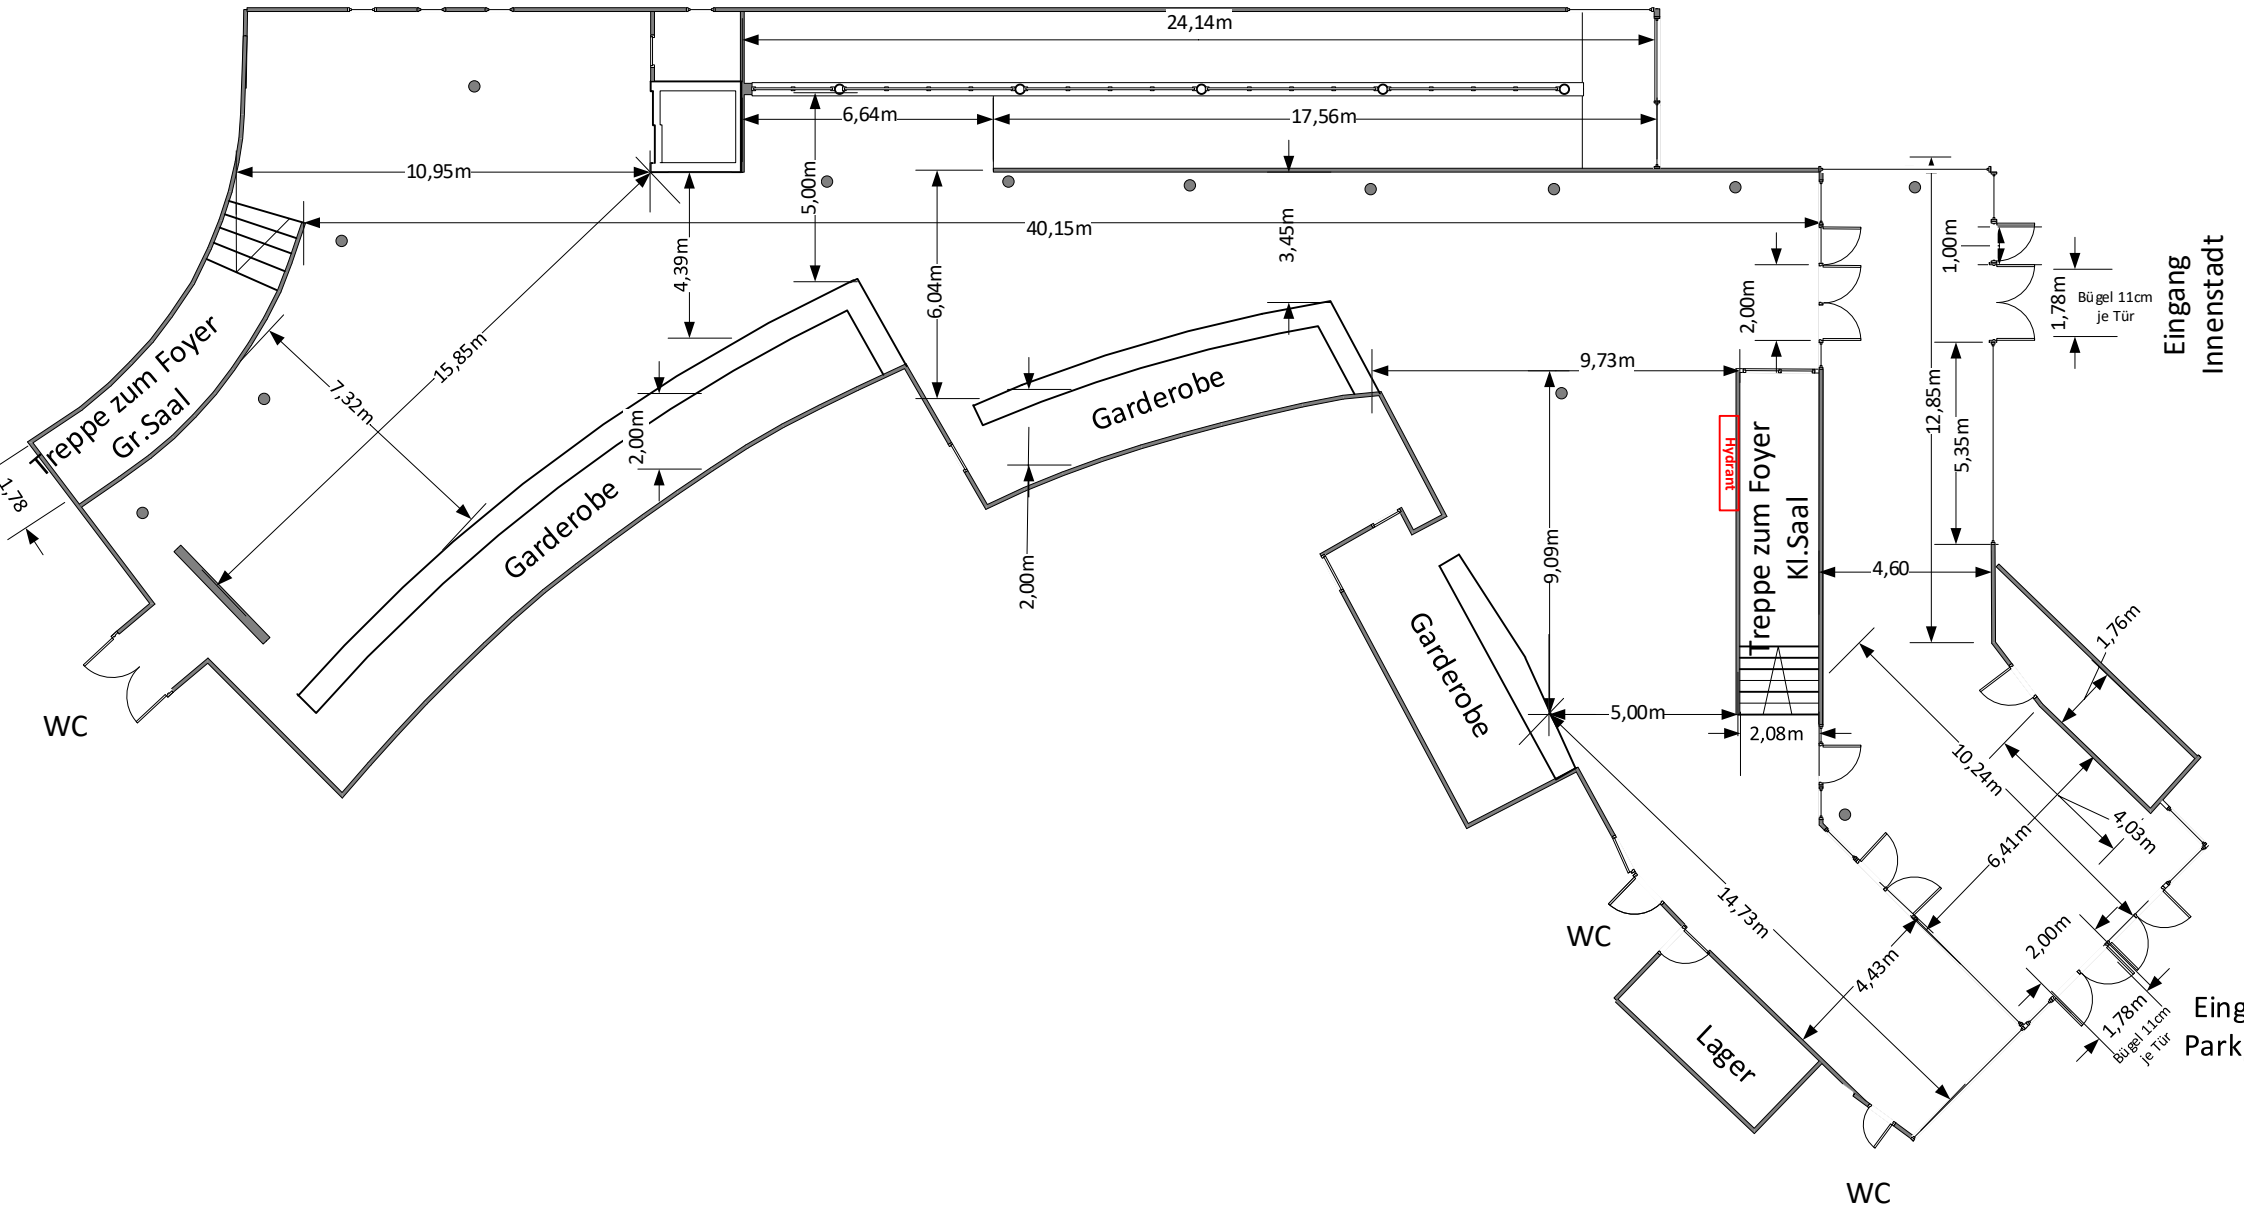 24,14m
6,64m
17,56m
10,95m
5,00m
40,15m
4,39m
3,45m
6,04m
1,00m
2,00m
1,78m
Bügel 11cm
je Tür
Eingang
Innenstadt
15,85m
7,32m
Treppe zum Foyer
Gr.Saal
1,78
2,00m
Garderobe
Garderobe
2,00m
9,73m
9,09m
Hydrant
Treppe zum Foyer
Kl.Saal
12,85m
5,35m
4,60
1,76m
Garderobe
5,00m
2,08m
10,24m
4,03m
6,41m
14,73m
4,43m
2,00m
1,78m
Bügel 11cm
je Tür
Eing
Park
WC
WC
Lager
WC